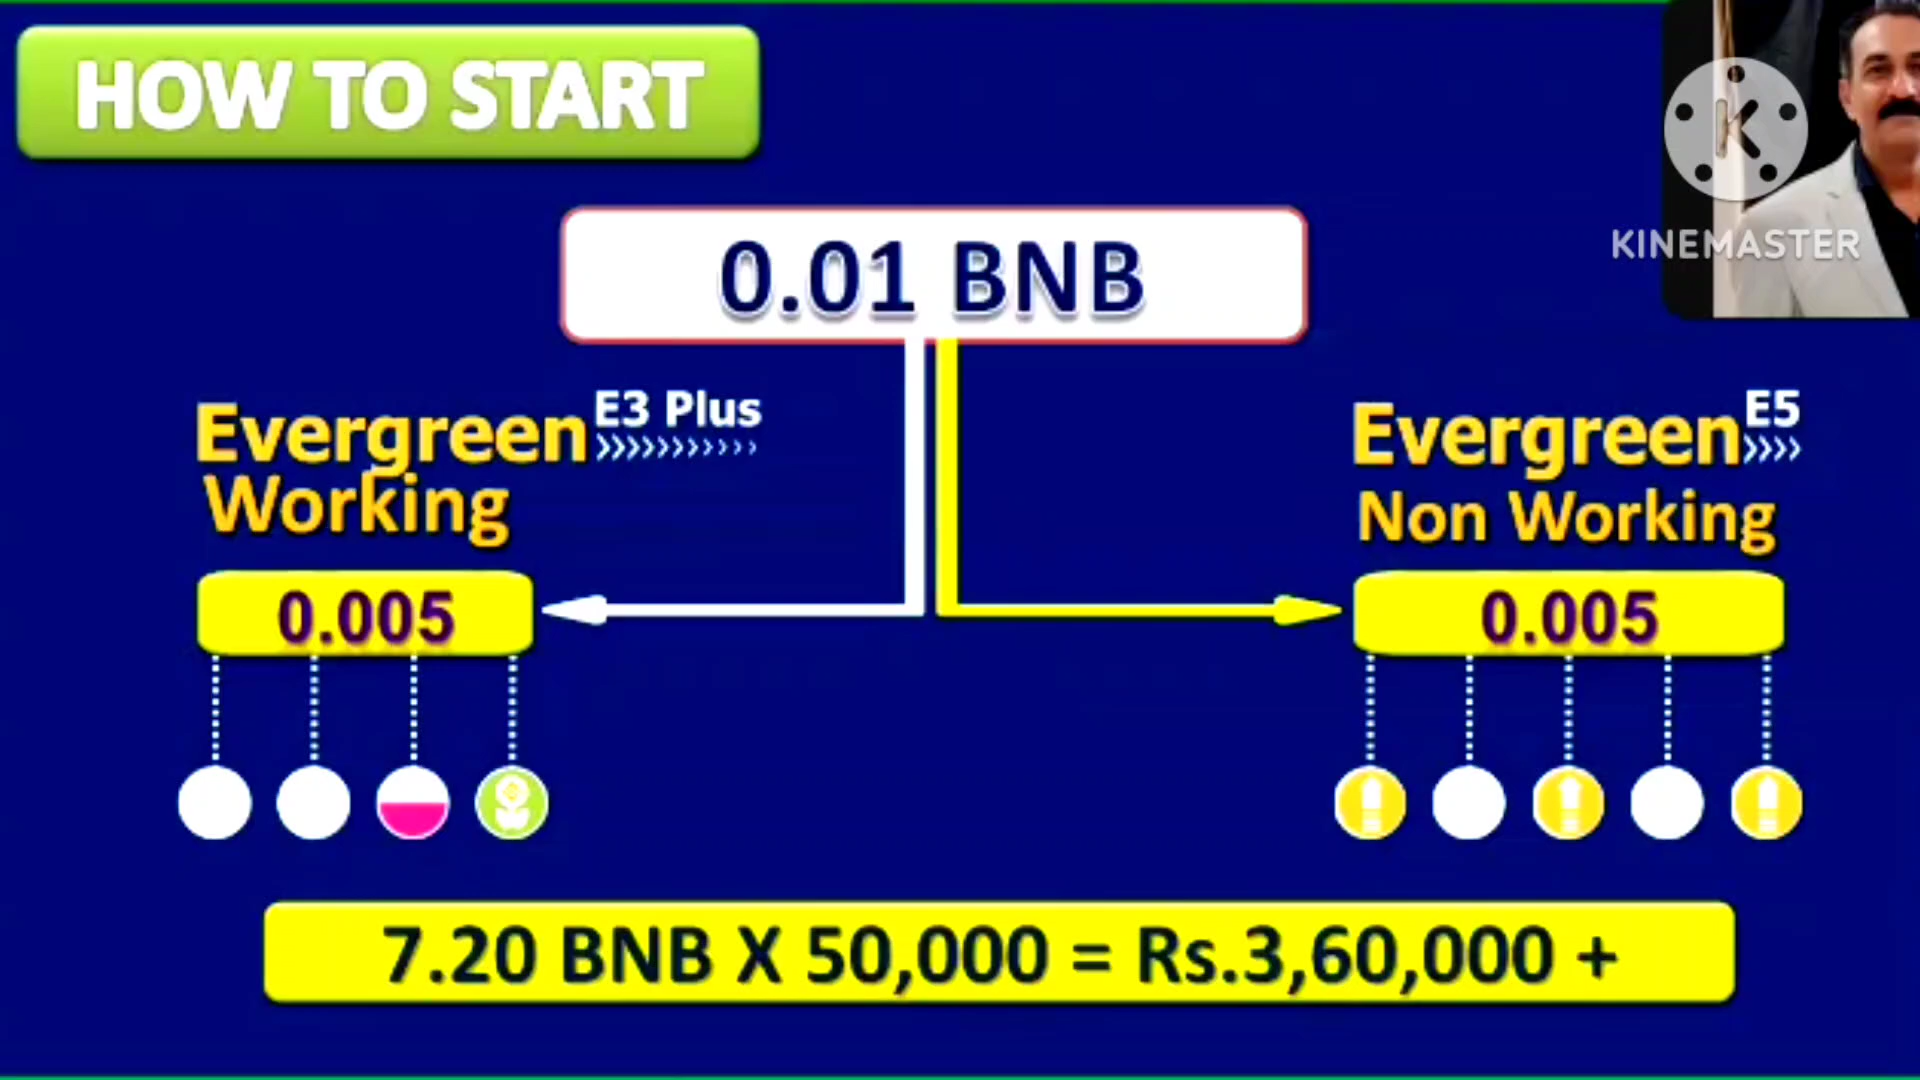 HOW TO START
K
KINEMASTER
0.01 BNB
Evergreen E3 Plus
Working
0.005
Evergreen E5
Non Working
0.005
7.20 BNB X 50,000 = Rs.3,60,000 +